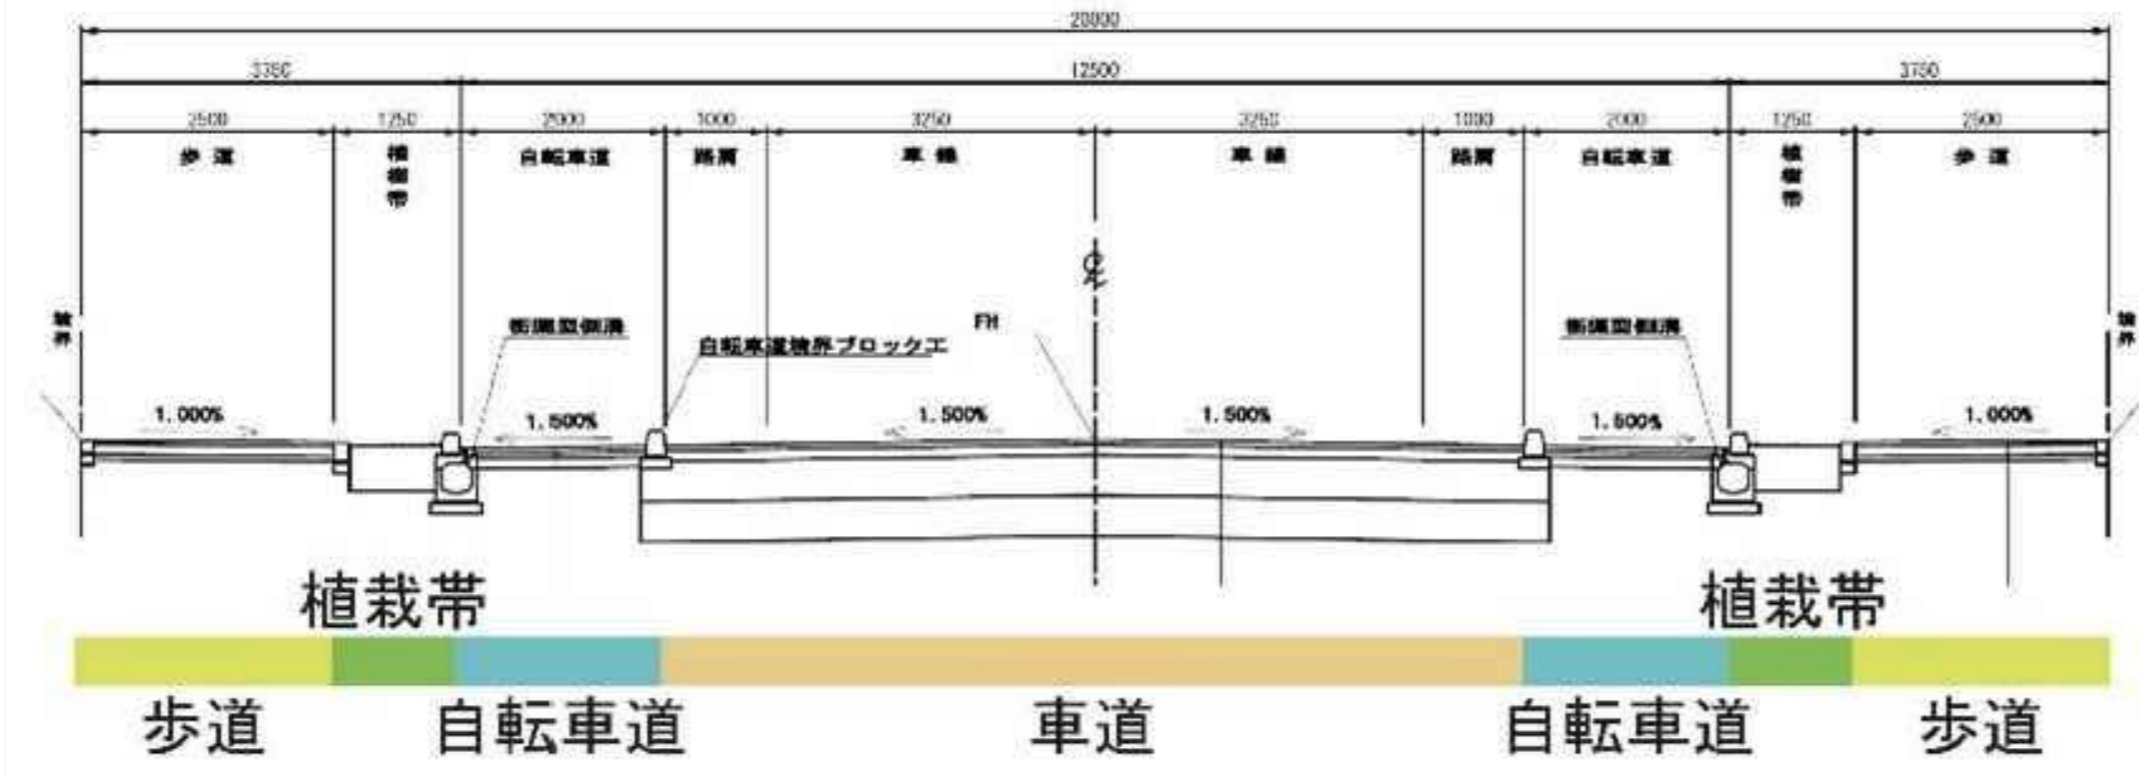 20000
3750 12500 3750
2500 1250 2000 1000 3250 3250 1000 2000 1250 2500
歩道 植樹帯 自転車道 路肩 車線 車線 路肩 自転車道 植樹帯 歩道
境界 FH 境界
街渠型側溝 自転車道境界ブロック工 街渠型側溝
1.000% 1.500% 1.500% 1.500% 1.500% 1.000%
植栽帯 植栽帯
歩道 自転車道 車道 自転車道 歩道